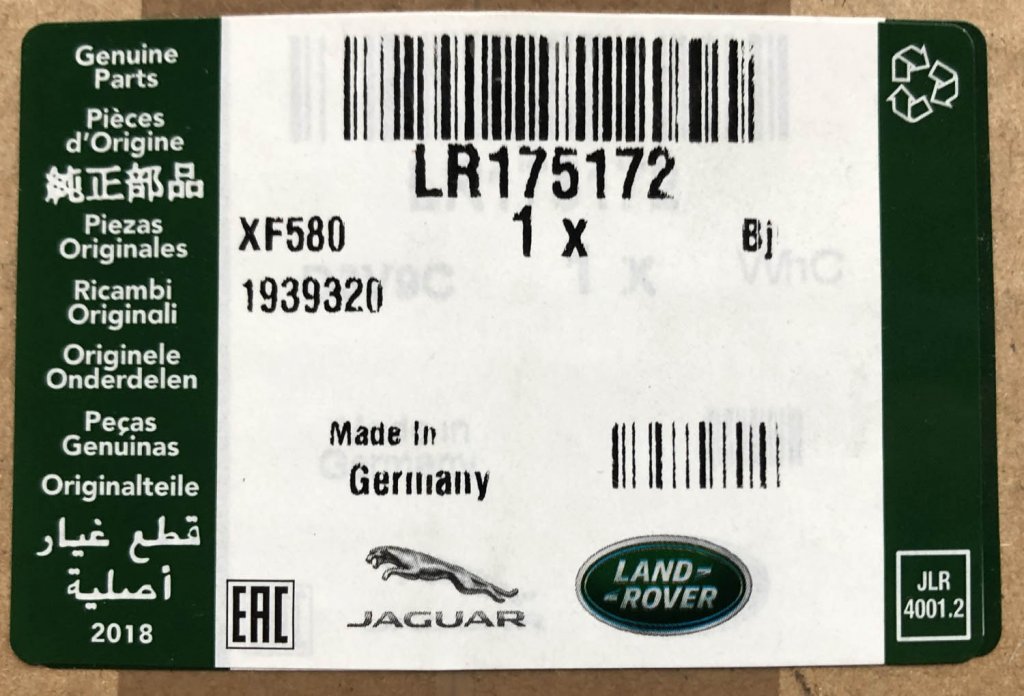 Genuine
Parts
Pièces
d'Origine
純正部品
Piezas
Originales
Ricambi
Originali
Originele
Onderdelen
Peças
Genuinas
Originalteile
قطع غيار
أصلية
2018
LR175172
XF580 1 x Bj
1939320
Made In
Germany
EAC
JAGUAR
LAND-
-ROVER
JLR
4001.2